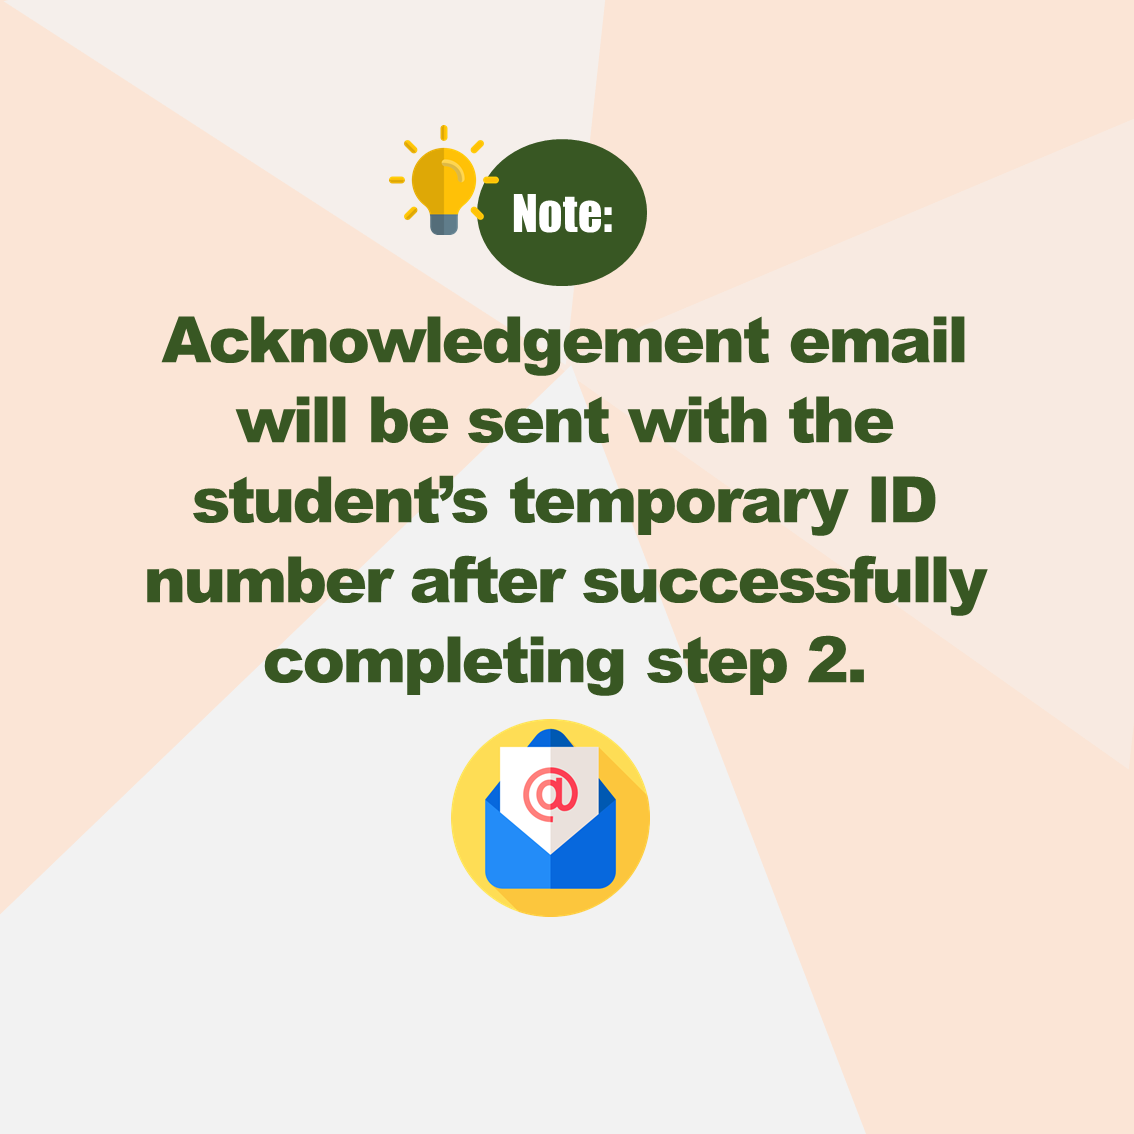 Note:
Acknowledgement email
will be sent with the
student’s temporary ID
number after successfully
completing step 2.
@